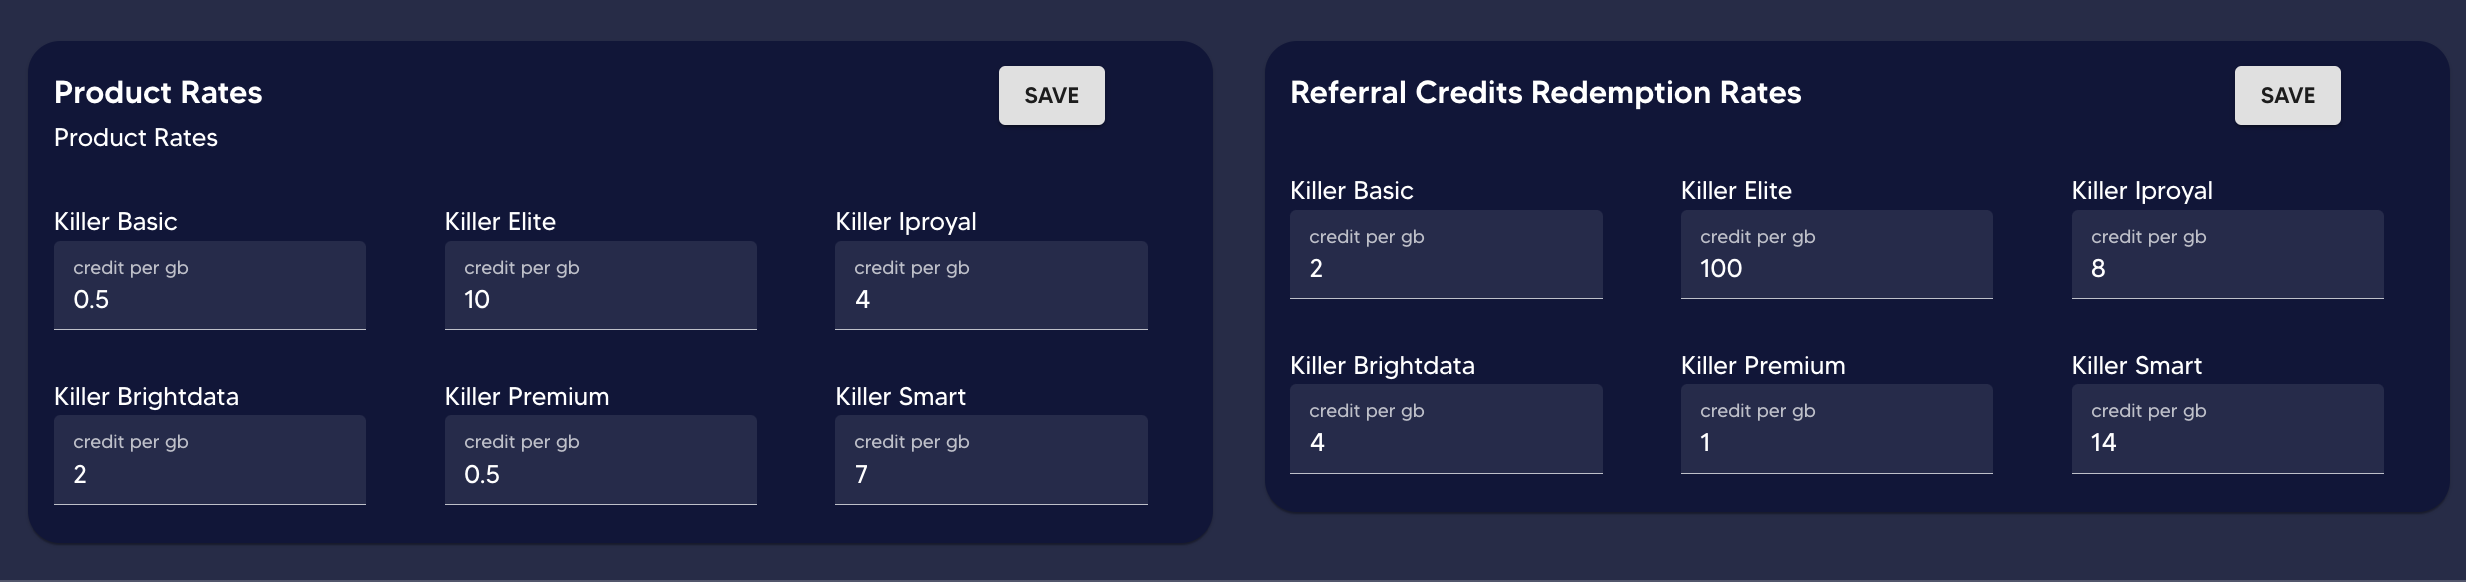 Product Rates
SAVE
Product Rates
Killer Basic
Killer Elite
Killer Iproyal
credit per gb
credit per gb
credit per gb
0.5
10
4
Killer Brightdata
Killer Premium
Killer Smart
credit per gb
credit per gb
credit per gb
2
0.5
7
Referral Credits Redemption Rates
SAVE
Killer Basic
Killer Elite
Killer Iproyal
credit per gb
credit per gb
credit per gb
2
100
8
Killer Brightdata
Killer Premium
Killer Smart
credit per gb
credit per gb
credit per gb
4
1
14